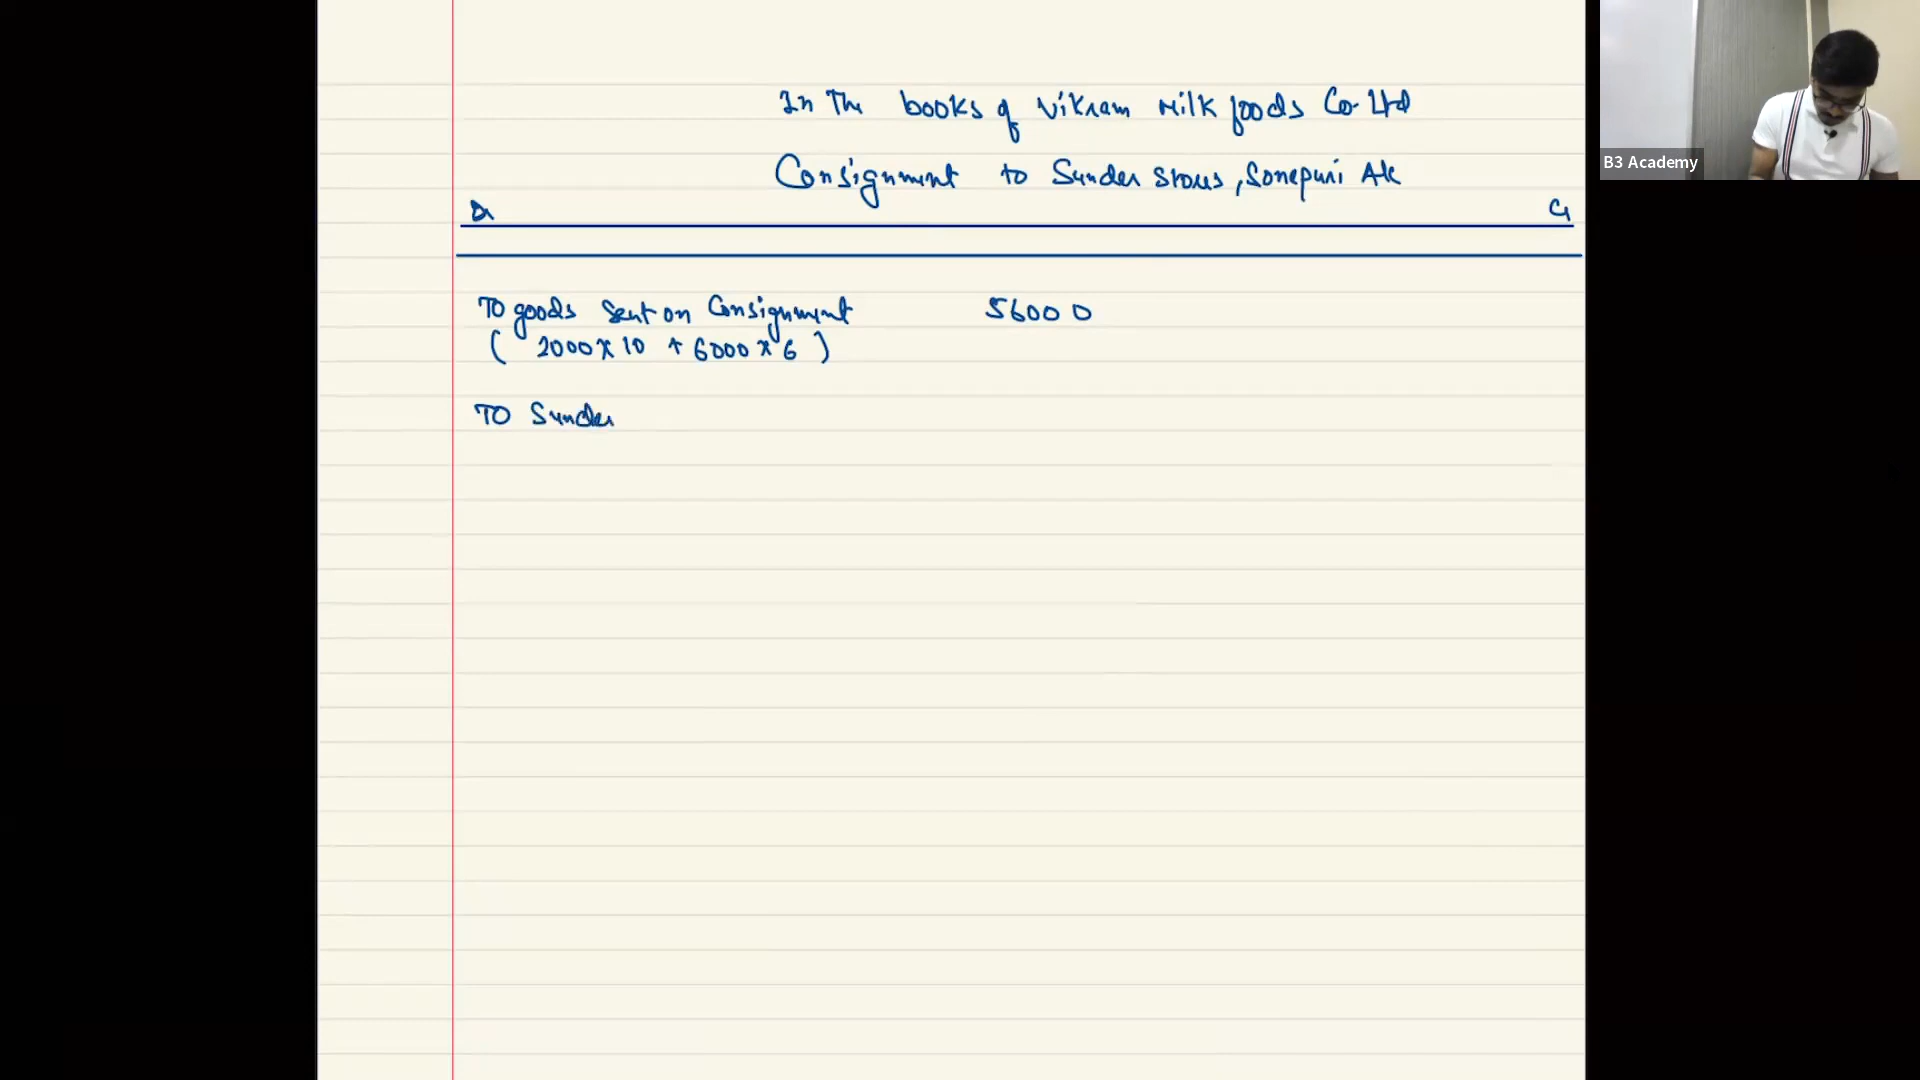 In The books of Vikram Milk foods Co-Ltd
Consignment to Sunder Stores, Sonepuri A/c
Dr Cr
To goods Sent on Consignment 56000
( 2000 x 10 + 6000 x 6 )
TO Sunder
B3 Academy